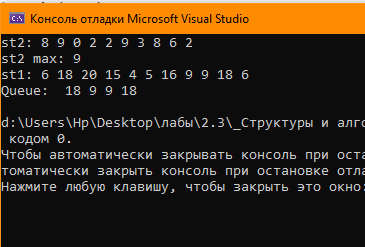 Консоль отладки Microsoft Visual Studio
st2: 8 9 0 2 2 9 3 8 6 2
st2 max: 9
st1: 6 18 20 15 4 5 16 9 9 18 6
Queue:  18 9 9 18
d:\Users\Hp\Desktop\лабы\2.3\_Структуры и алго
кодом 0.
Чтобы автоматически закрывать консоль при оста
томатически закрыть консоль при остановке отла
Нажмите любую клавишу, чтобы закрыть это окно: